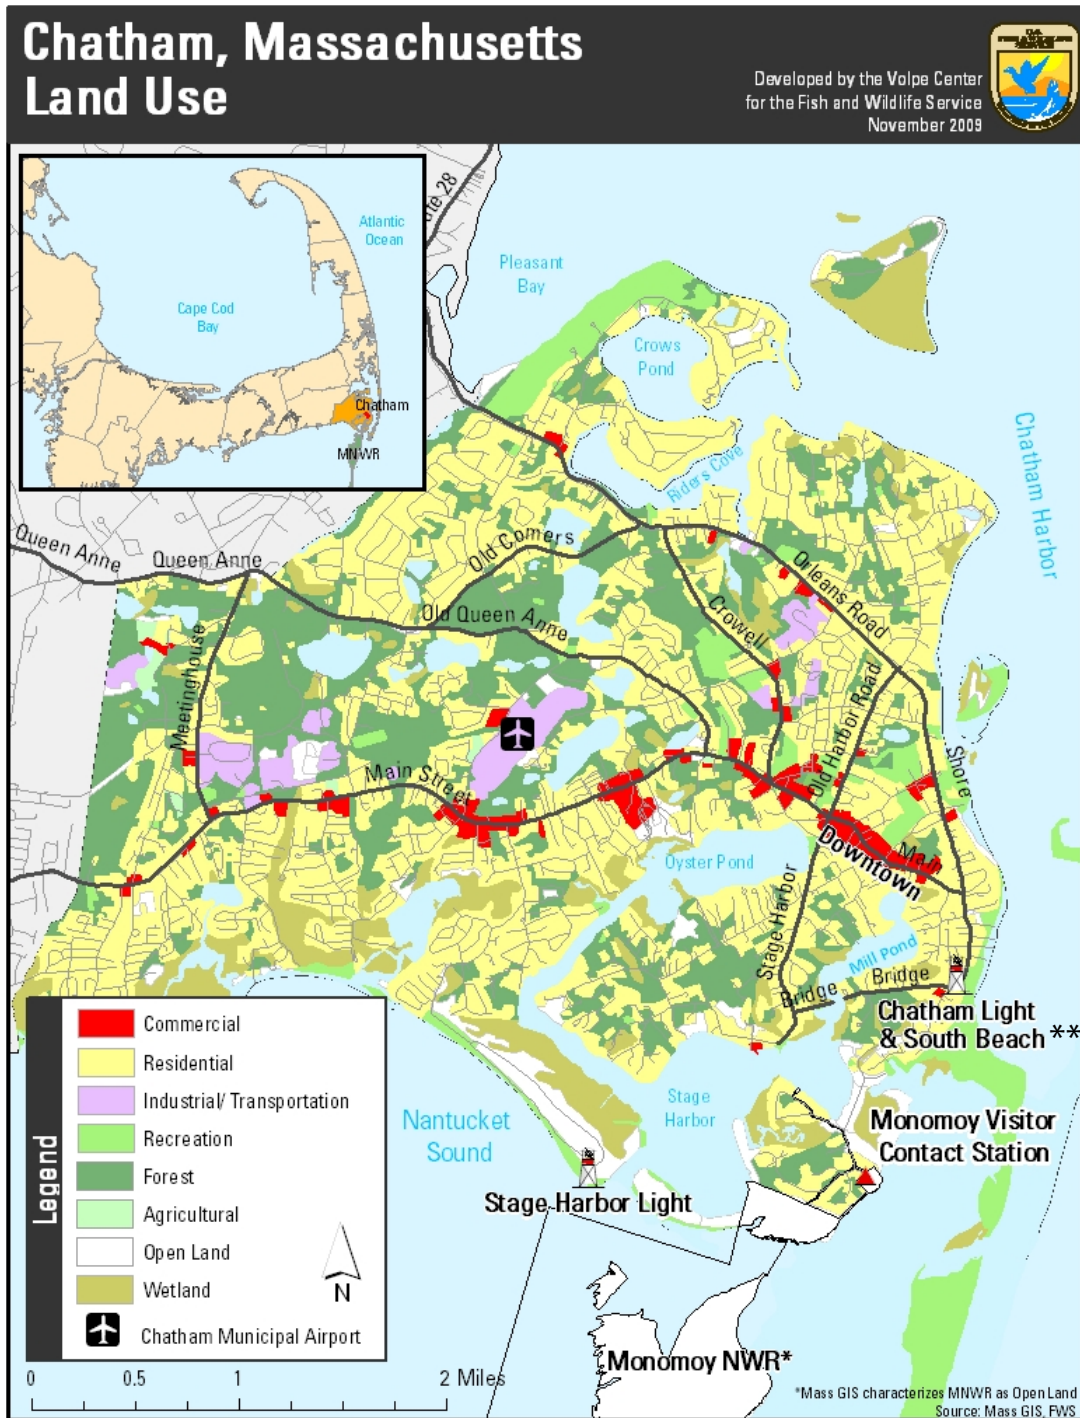 Chatham, Massachusetts
Land Use
Developed by the Volpe Center
for the Fish and Wildlife Service
November 2009
Atlantic
Ocean
Cape Cod
Bay
Chatham
MNWR
28
Pleasant
Bay
Crows
Pond
Riders Cove
Chatham Harbor
Queen Anne
Queen Anne
Old Comers
Old Queen Anne
Orleans Road
Crowell
Meetinghouse
Old Harbor Road
Main Street
Shore
Downtown
Main
Oyster Pond
Stage Harbor
Mill Pond
Bridge
Bridge
Chatham Light
& South Beach**
Stage
Harbor
Nantucket
Sound
Monomoy Visitor
Contact Station
Stage Harbor Light
Monomoy NWR*
Legend
Commercial
Residential
Industrial/ Transportation
Recreation
Forest
Agricultural
Open Land
Wetland
Chatham Municipal Airport
N
0 0.5 1 2 Miles
*Mass GIS characterizes MNWR as Open Land
Source: Mass GIS, FWS